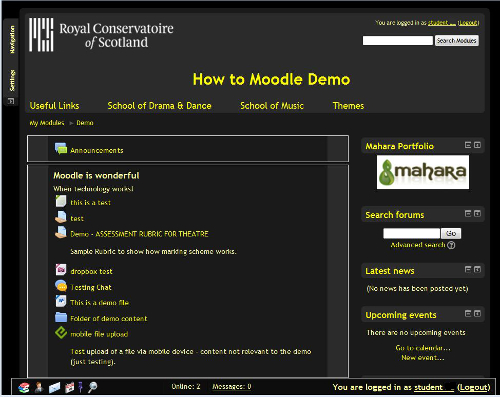 Navigation
Settings
Royal Conservatoire
of Scotland
You are logged in as student __ (Logout)
Search Modules
How to Moodle Demo
Useful Links School of Drama & Dance School of Music Themes
My Modules ► Demo
Announcements
Moodle is wonderful
When technology works!
this is a test
test
Demo - ASSESSMENT RUBRIC FOR THEATRE
Sample Rubric to show how marking scheme works.
dropbox test
Testing Chat
This is a demo file
Folder of demo content
mobile file upload
Test upload of a file via mobile device - content not relevant to the demo
(just testing).
Mahara Portfolio
mahara
Search forums
Go
Advanced search ?
Latest news
(No news has been posted yet)
Upcoming events
There are no upcoming events
Go to calendar...
New event...
Online: 2 Messages: 0
You are logged in as student __ (Logout)